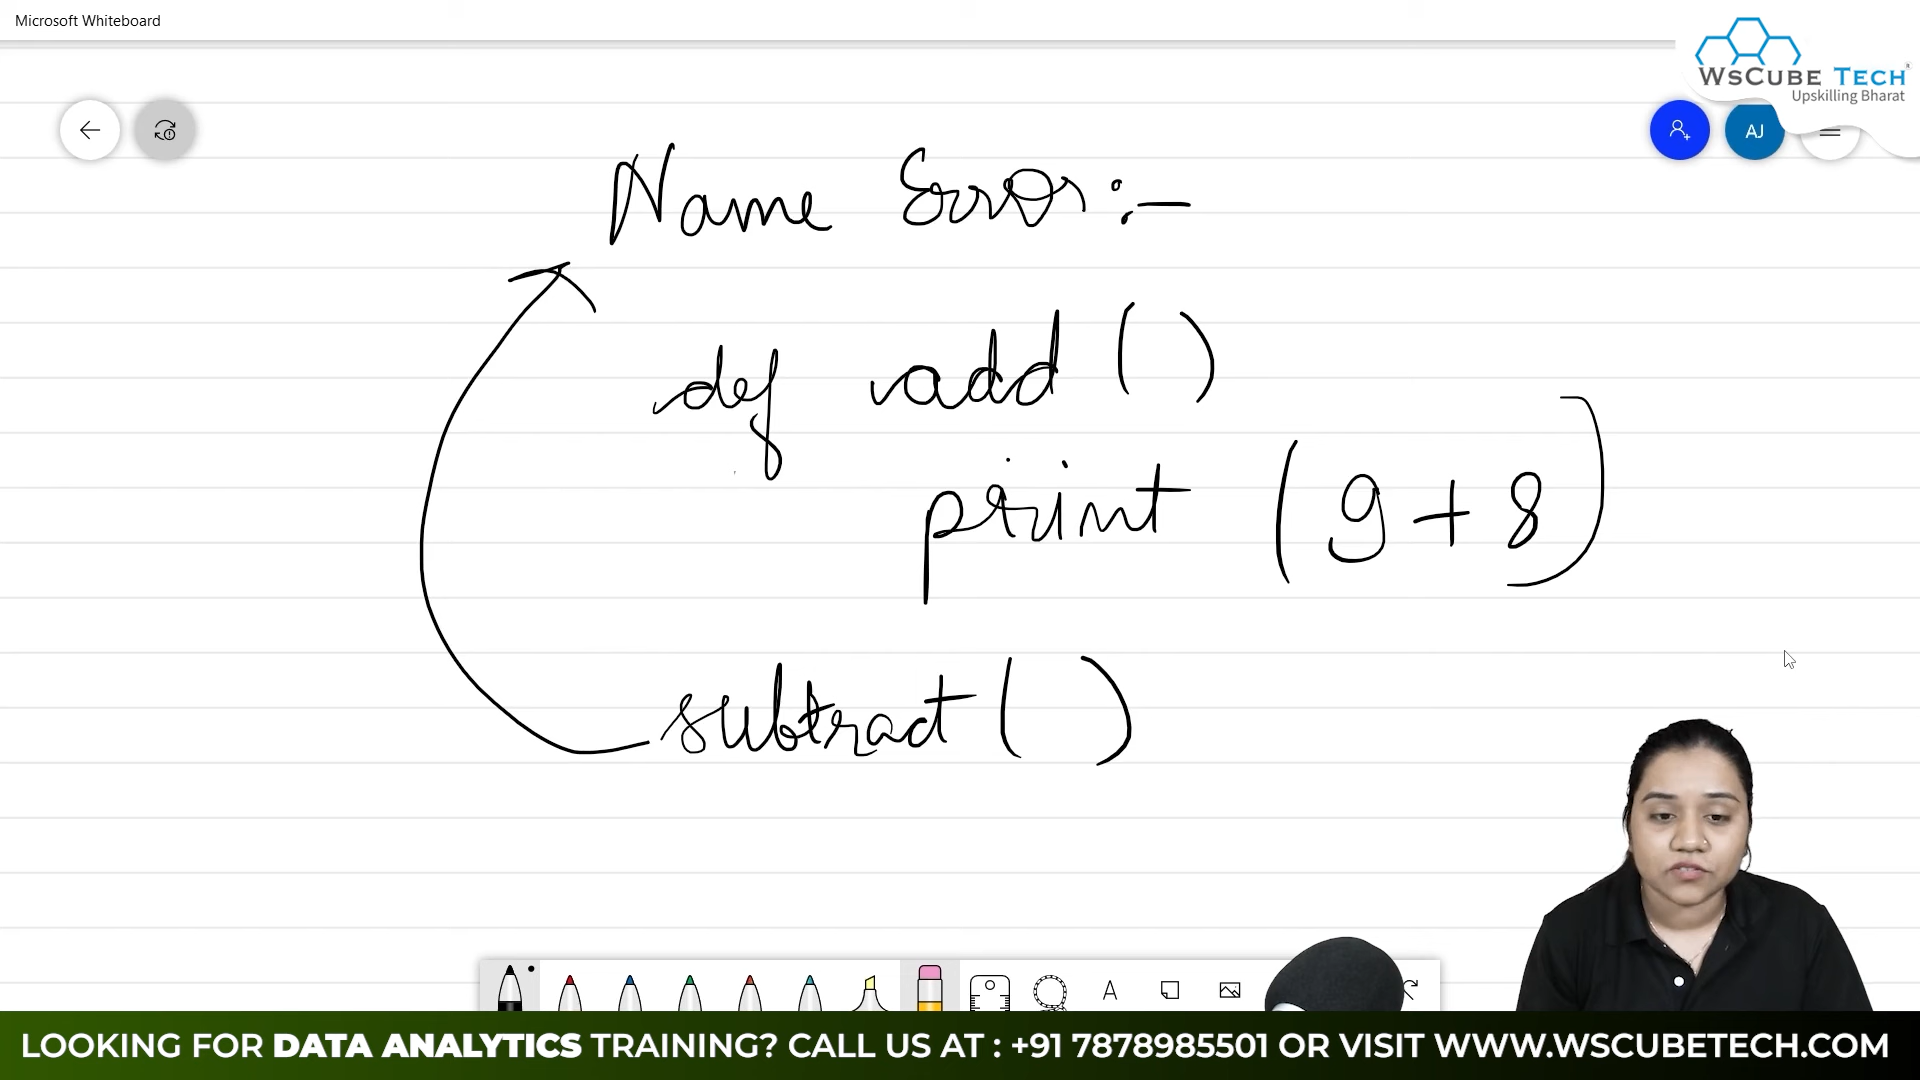 Microsoft Whiteboard
WSCUBE TECH
Upskilling Bharat
AJ
Name Error:-
def add()
print (9+8)
subtract()
A
LOOKING FOR DATA ANALYTICS TRAINING? CALL US AT : +91 7878985501 OR VISIT WWW.WSCUBETECH.COM